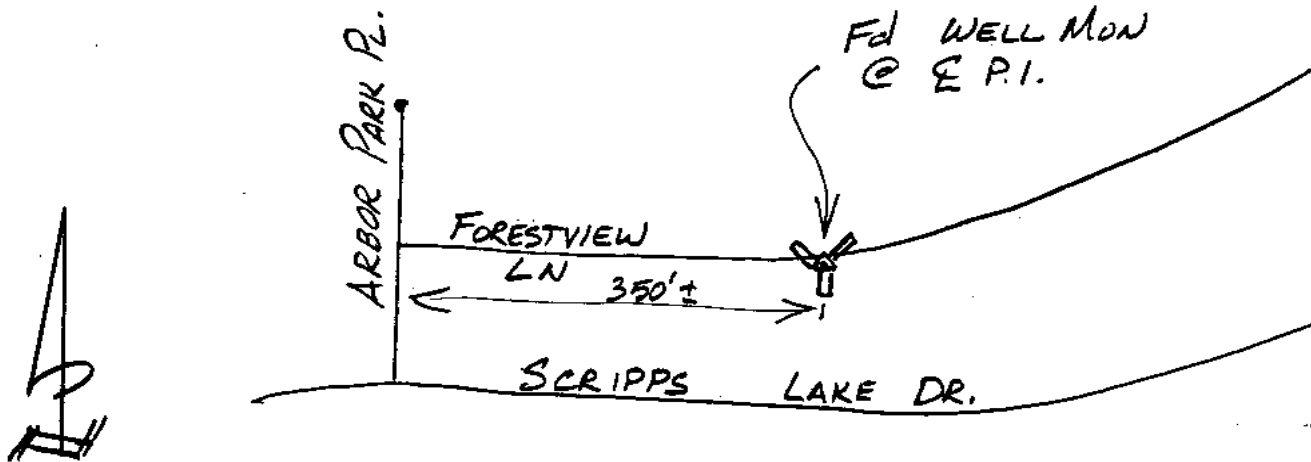 Fd WELL MON
@ ℄ P.I.
ARBOR PARK PL.
FORESTVIEW
LN
350'±
SCRIPPS LAKE DR.